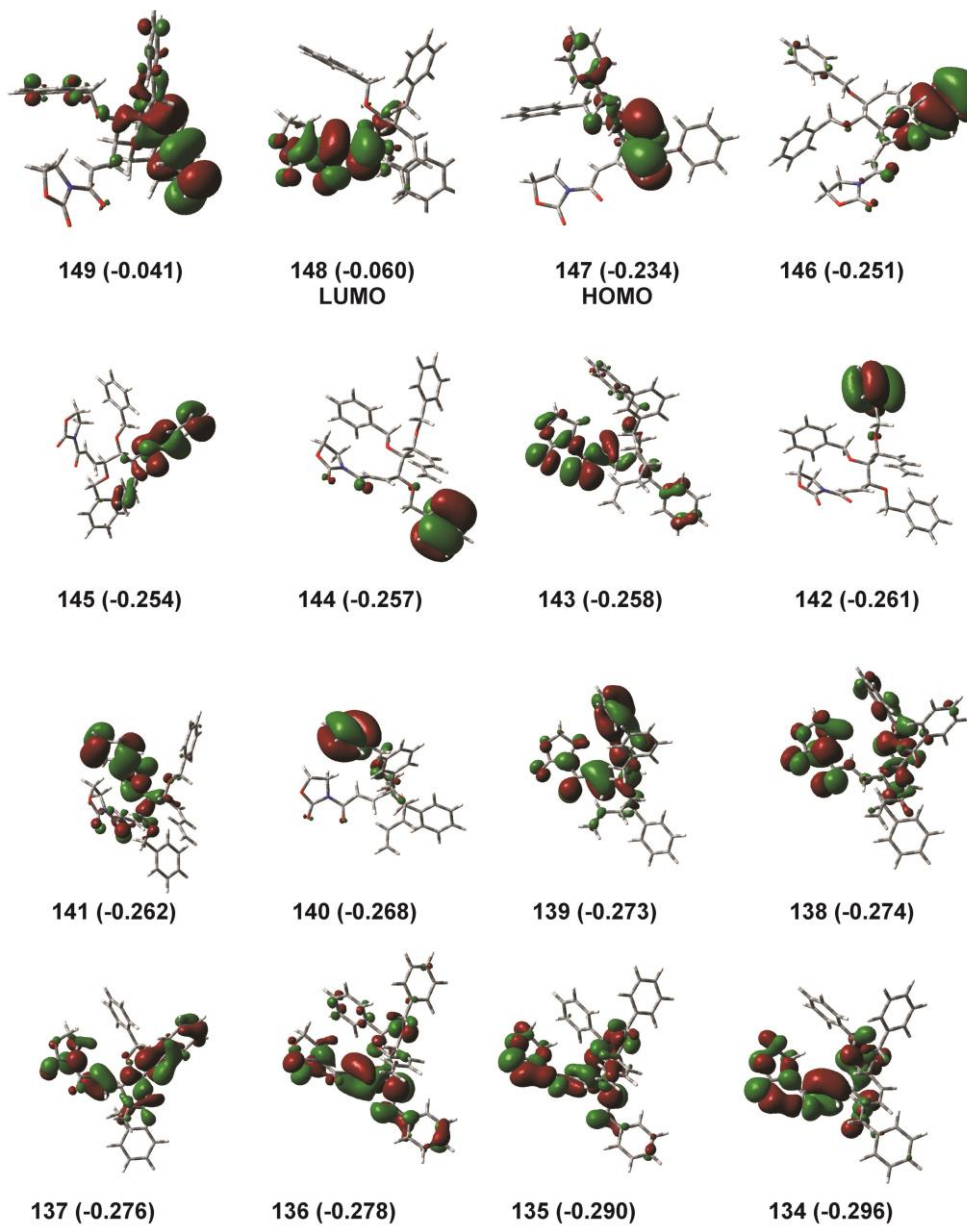 149 (-0.041) 148 (-0.060) 147 (-0.234) 146 (-0.251)
LUMO HOMO
145 (-0.254) 144 (-0.257) 143 (-0.258) 142 (-0.261)
141 (-0.262) 140 (-0.268) 139 (-0.273) 138 (-0.274)
137 (-0.276) 136 (-0.278) 135 (-0.290) 134 (-0.296)